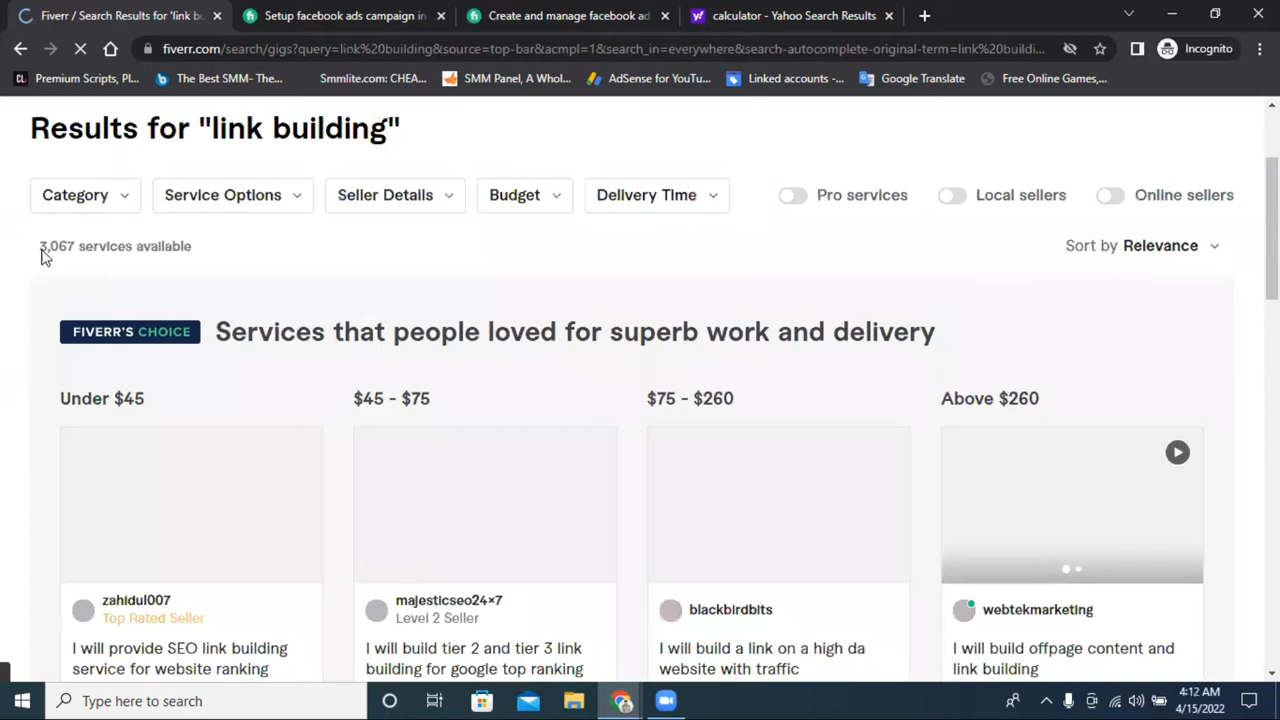 Fiverr / Search Results for 'link bu
Setup facebook ads campaign in
Create and manage facebook ad
calculator - Yahoo Search Results
fiverr.com/search/gigs?query=link%20building&source=top-bar&acmpl=1&search_in=everywhere&search-autocomplete-original-term=link%20buildi...
Incognito
Premium Scripts, Pl...
The Best SMM- The...
Smmlite.com: CHEA...
SMM Panel, A Whol...
AdSense for YouTu...
Linked accounts -...
Google Translate
Free Online Games,...
Results for "link building"
Category
Service Options
Seller Details
Budget
Delivery Time
Pro services
Local sellers
Online sellers
3,067 services available
Sort by Relevance
FIVERR'S CHOICE
Services that people loved for superb work and delivery
Under $45
$45 - $75
$75 - $260
Above $260
zahidul007
Top Rated Seller
I will provide SEO link building
service for website ranking
majesticseo24x7
Level 2 Seller
I will build tier 2 and tier 3 link
building for google top ranking
blackbirdbits
I will build a link on a high da
website with traffic
webtekmarketing
I will build offpage content and
link building
Type here to search
4:12 AM
4/15/2022